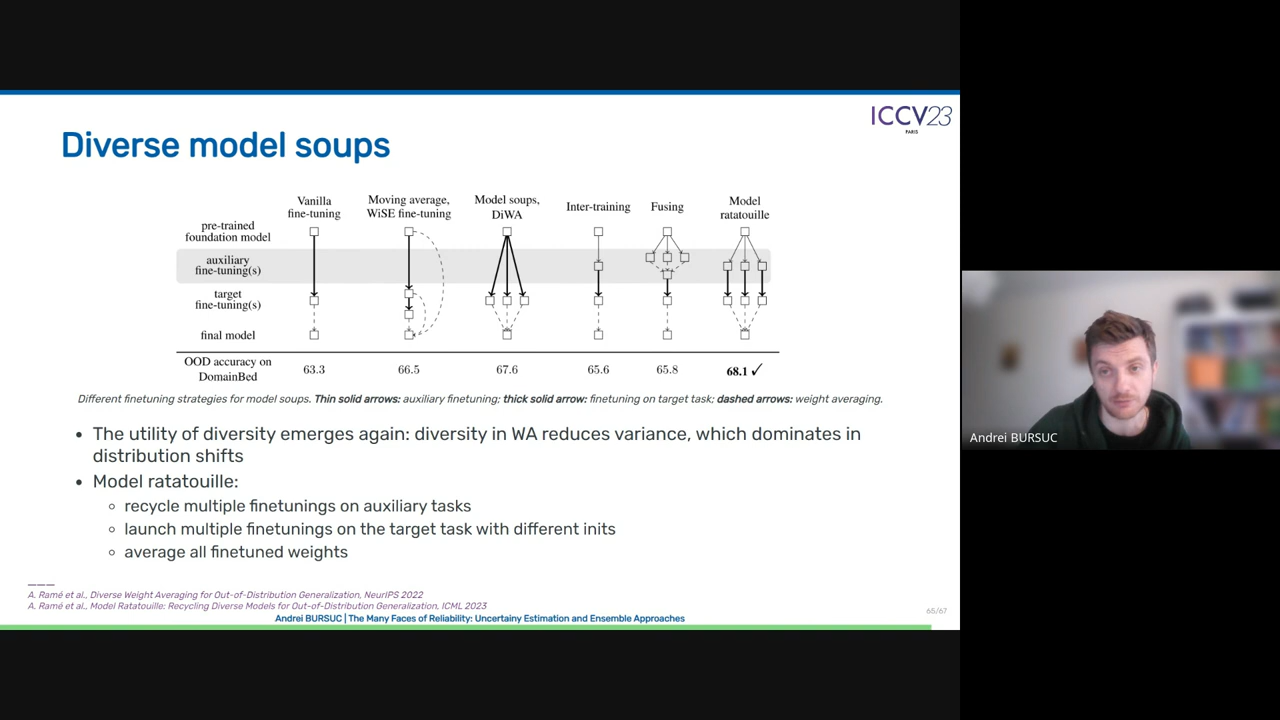 ICCV23
PARIS
Diverse model soups
Vanilla fine-tuning
Moving average, WiSE fine-tuning
Model soups, DiWA
Inter-training
Fusing
Model ratatouille
pre-trained foundation model
auxiliary fine-tuning(s)
target fine-tuning(s)
final model
OOD accuracy on DomainBed
63.3 66.5 67.6 65.6 65.8 68.1 ✓
Different finetuning strategies for model soups. Thin solid arrows: auxiliary finetuning; thick solid arrow: finetuning on target task; dashed arrows: weight averaging.
• The utility of diversity emerges again: diversity in WA reduces variance, which dominates in
distribution shifts
• Model ratatouille:
○ recycle multiple finetunings on auxiliary tasks
○ launch multiple finetunings on the target task with different inits
○ average all finetuned weights
A. Ramé et al., Diverse Weight Averaging for Out-of-Distribution Generalization, NeurIPS 2022
A. Ramé et al., Model Ratatouille: Recycling Diverse Models for Out-of-Distribution Generalization, ICML 2023
Andrei BURSUC | The Many Faces of Reliability: Uncertainy Estimation and Ensemble Approaches
65/67
Andrei BURSUC